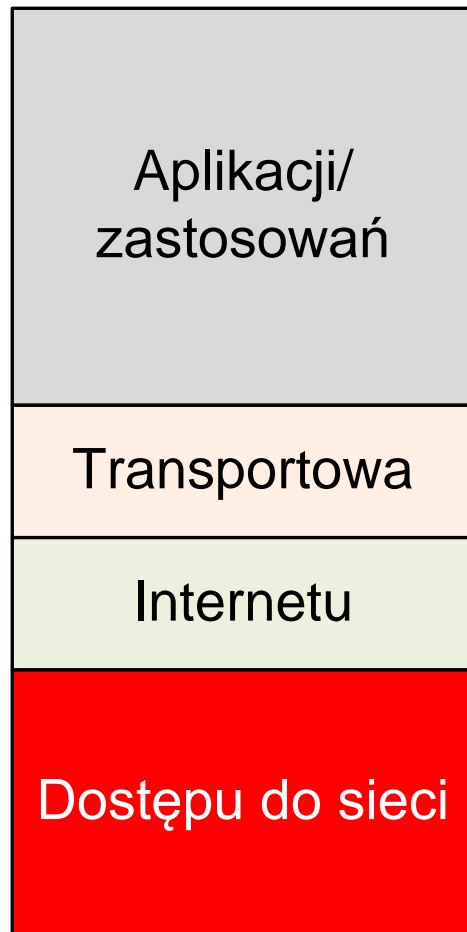 Aplikacji/
zastosowań
Transportowa
Internetu
Dostępu do sieci